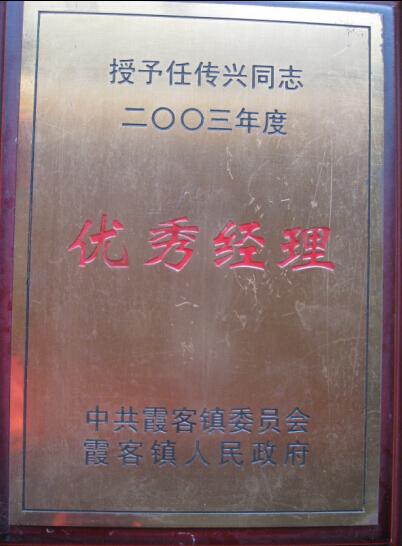 授予任传兴同志
二〇〇三年度
优秀经理
中共霞客镇委员会
霞客镇人民政府